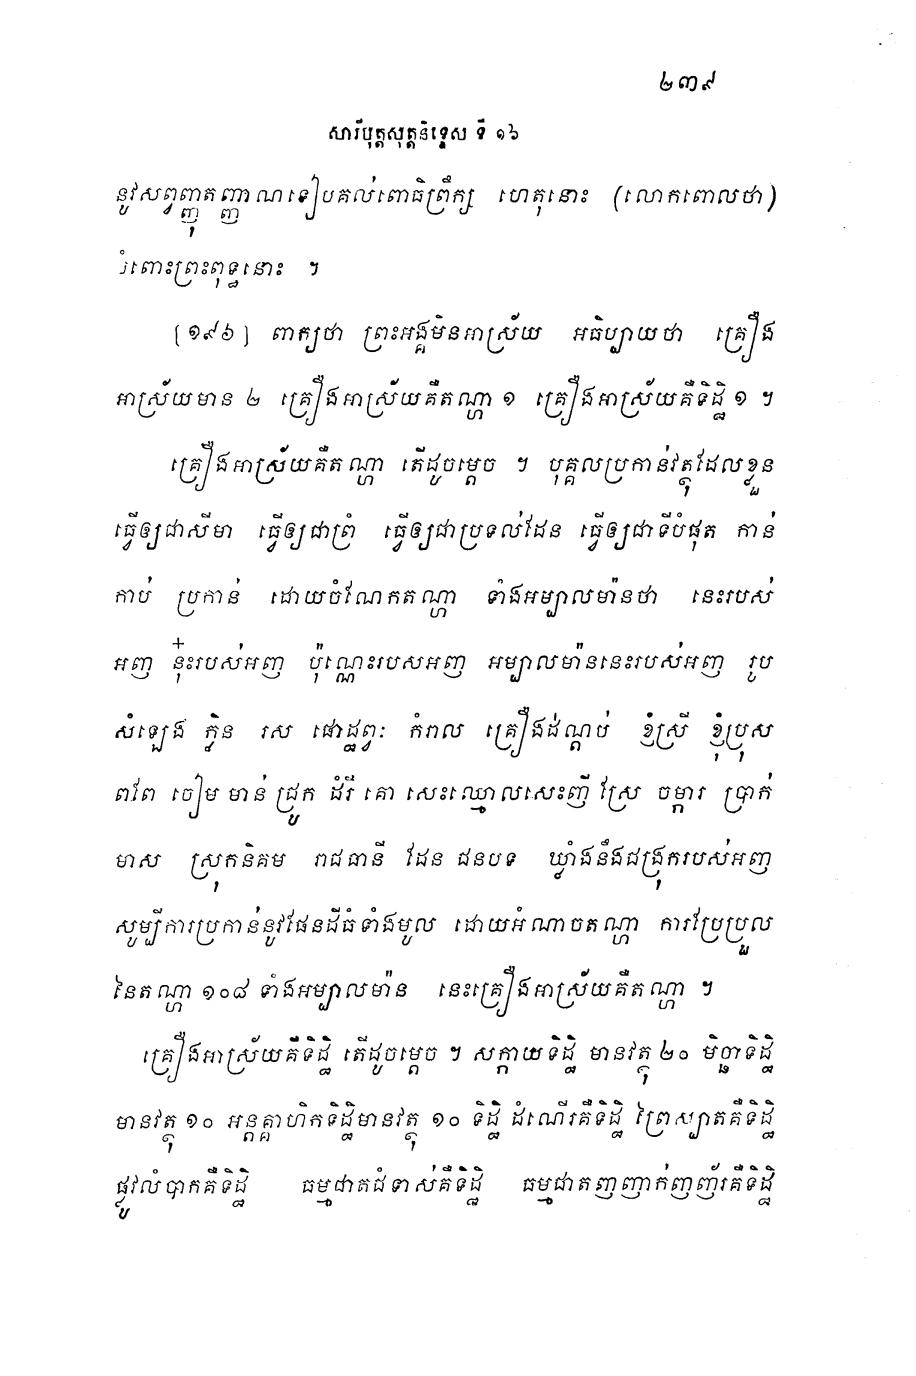 ២៣៩
សារីបុត្តសុត្តនិទ្ទេស ទី ១៦
នូវសព្វញ្ញុតញ្ញាណទៀបគល់ពោធិព្រឹក្ស ហេតុនោះ (លោកពោលថា)
ចំពោះព្រះពុទ្ធនោះ ។
[១៩៦] ពាក្យថា ព្រះអង្គមិនអាស្រ័យ អធិប្បាយថា គ្រឿង
អាស្រ័យមាន ២ គ្រឿងអាស្រ័យគឺតណ្ហា ១ គ្រឿងអាស្រ័យគឺទិដ្ឋិ ១ ។
គ្រឿងអាស្រ័យគឺតណ្ហា តើដូចម្តេច ។ បុគ្គលប្រកាន់វត្ថុដែលខ្លួន
ធ្វើឲ្យជាសីមា ធ្វើឲ្យជាព្រំ ធ្វើឲ្យជាប្រទល់ដែន ធ្វើឲ្យជាទីបំផុត កាន់
កាប់ ប្រកាន់ ដោយចំណែកតណ្ហា ទាំងអម្បាលម៉ានថា នេះរបស់
អញ នុ៎ះរបស់អញ ប៉ុណ្ណេះរបសអញ អម្បាលម៉ាននេះរបស់អញ រូប
សំឡេង ក្លិន រស ផោដ្ឋព្វៈ កំរាល គ្រឿងដណ្តប់ ខ្ញុំស្រី ខ្ញុំប្រុស
ពពែ ចៀម មាន់ ជ្រូក ដំរី គោ សេះឈ្មោលសេះញី ស្រែ ចម្ការ ប្រាក់
មាស ស្រុកនិគម រាជធានី ដែន ជនបទ ឃ្លាំងនឹងជង្រុករបស់អញ
សូម្បីការប្រកាន់នូវផែនដីធំទាំងមូល ដោយអំណាចតណ្ហា ការប្រែប្រួល
នៃតណ្ហា ១០៨ ទាំងអម្បាលម៉ាន នេះគ្រឿងអាស្រ័យគឺតណ្ហា ។
គ្រឿងអាស្រ័យគឺទិដ្ឋិ តើដូចម្តេច ។ សក្កាយទិដ្ឋិ មានវត្ថុ ២០ មិច្ឆាទិដ្ឋិ
មានវត្ថុ ១០ អន្តគ្គាហិកទិដ្ឋិមានវត្ថុ ១០ ទិដ្ឋិ ដំណើរគឺទិដ្ឋិ ព្រៃស្បាតគឺទិដ្ឋិ
ផ្លូវលំបាកគឺទិដ្ឋិ ធម្មជាតជំទាស់គឺទិដ្ឋិ ធម្មជាតញញាក់ញញ័រគឺទិដ្ឋិ